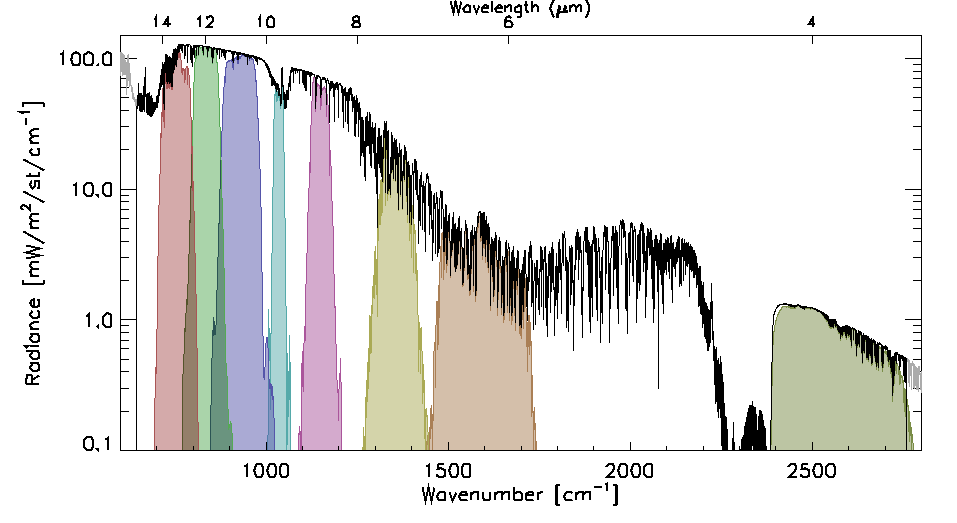 Wavelength (μm)
14 12 10 8 6 4
100.0
10.0
1.0
0.1
Radiance [mW/m²/st/cm⁻¹]
1000 1500 2000 2500
Wavenumber [cm⁻¹]